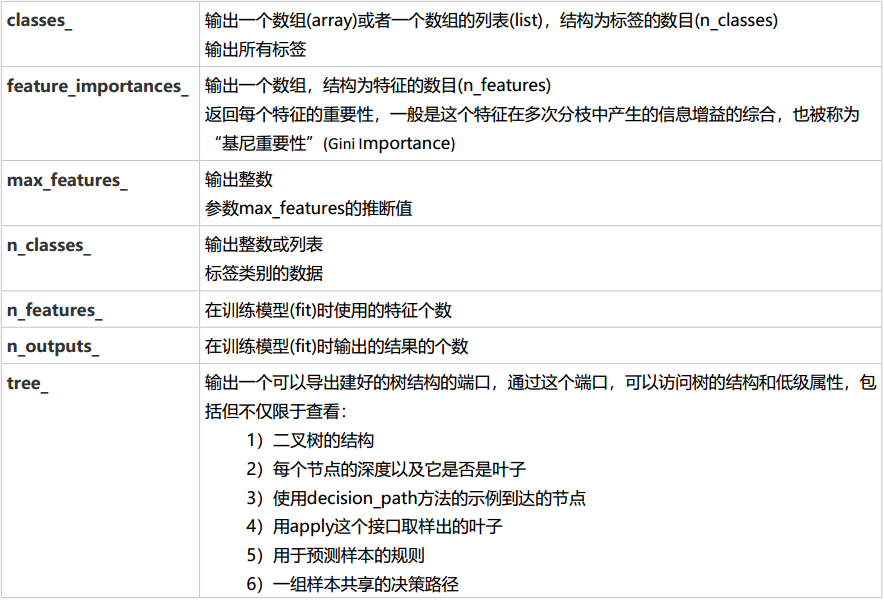 classes_
输出一个数组(array)或者一个数组的列表(list)，结构为标签的数目(n_classes)
输出所有标签
feature_importances_
输出一个数组，结构为特征的数目(n_features)
返回每个特征的重要性，一般是这个特征在多次分枝中产生的信息增益的综合，也被称为
“基尼重要性”(Gini Importance)
max_features_
输出整数
参数max_features的推断值
n_classes_
输出整数或列表
标签类别的数据
n_features_
在训练模型(fit)时使用的特征个数
n_outputs_
在训练模型(fit)时输出的结果的个数
tree_
输出一个可以导出建好的树结构的端口，通过这个端口，可以访问树的结构和低级属性，包
括但不仅限于查看：
1）二叉树的结构
2）每个节点的深度以及它是否是叶子
3）使用decision_path方法的示例到达的节点
4）用apply这个接口取样出的叶子
5）用于预测样本的规则
6）一组样本共享的决策路径